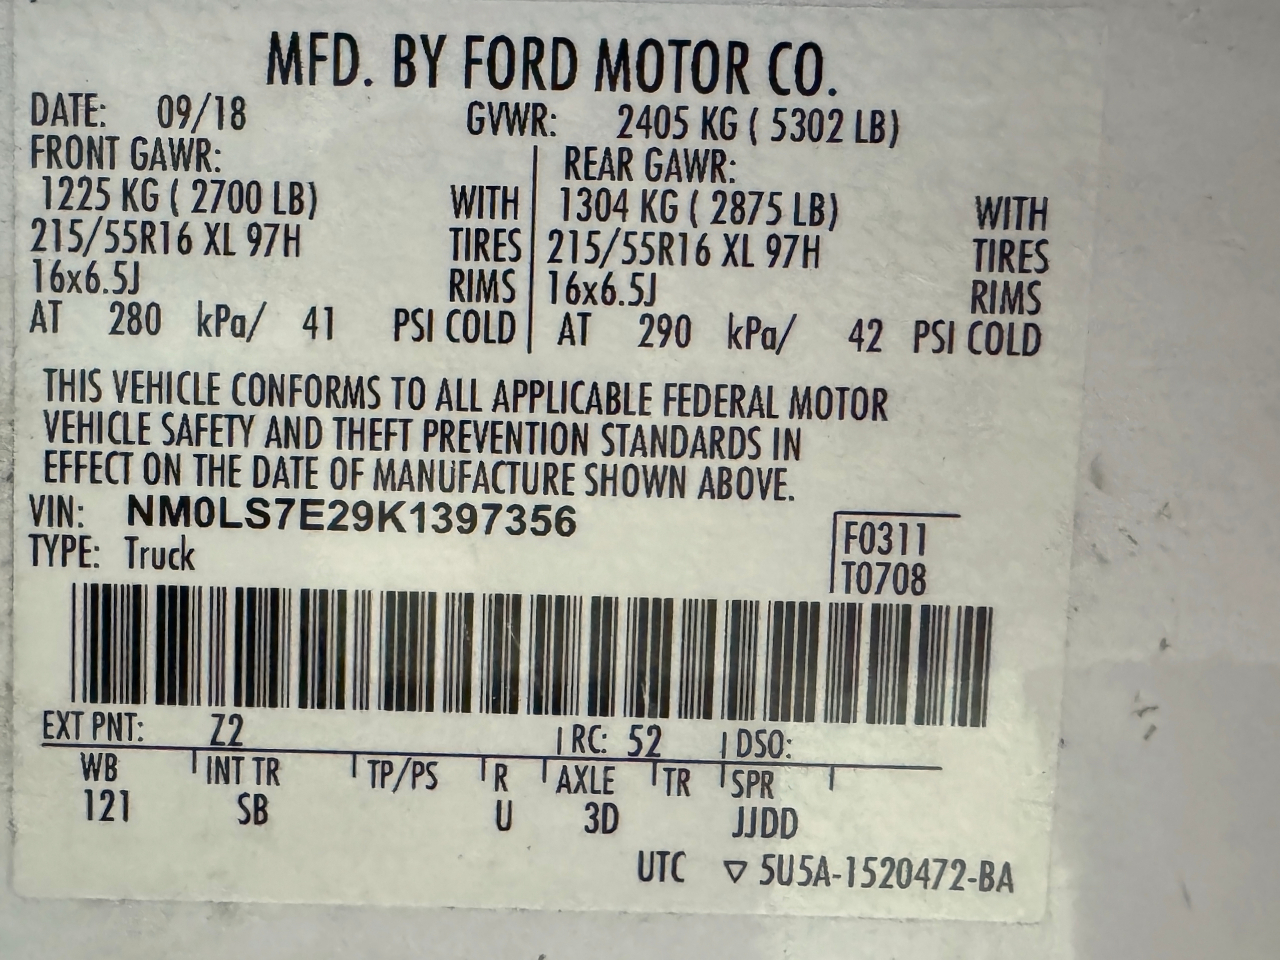 MFD. BY FORD MOTOR CO.
DATE: 09/18 GVWR: 2405 KG ( 5302 LB)
FRONT GAWR: REAR GAWR:
1225 KG ( 2700 LB) WITH 1304 KG ( 2875 LB) WITH
215/55R16 XL 97H TIRES 215/55R16 XL 97H TIRES
16x6.5J RIMS 16x6.5J RIMS
AT 280 kPa/ 41 PSI COLD AT 290 kPa/ 42 PSI COLD
THIS VEHICLE CONFORMS TO ALL APPLICABLE FEDERAL MOTOR
VEHICLE SAFETY AND THEFT PREVENTION STANDARDS IN
EFFECT ON THE DATE OF MANUFACTURE SHOWN ABOVE.
VIN: NM0LS7E29K1397356
F0311
TYPE: Truck
T0708
EXT PNT: Z2 RC: 52 DSO:
WB INT TR TP/PS R AXLE TR SPR
121 SB U 3D JJDD
UTC ▽ 5U5A-1520472-BA